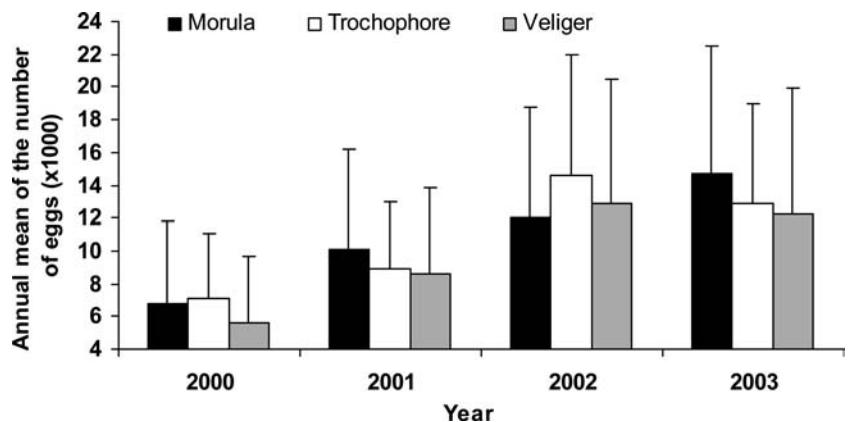 Morula Trochophore Veliger
Annual mean of the number
of eggs (x1000)
24
22
20
18
16
14
12
10
8
6
4
2000 2001 2002 2003
Year